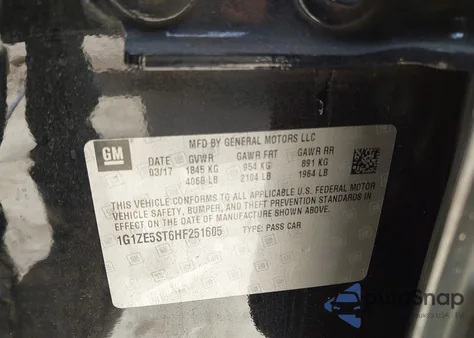 MFD BY GENERAL MOTORS LLC
GM
DATE GVWR GAWR FRT GAWR RR
03/17 1845 KG 954 KG 891 KG
4068 LB 2104 LB 1964 LB
THIS VEHICLE CONFORMS TO ALL APPLICABLE U.S. FEDERAL MOTOR
VEHICLE SAFETY, BUMPER, AND THEFT PREVENTION STANDARDS IN
EFFECT ON THE DATE OF MANUFACTURE SHOWN ABOVE.
1G1ZE5ST6HF251605 TYPE: PASS CAR
AutoSnap